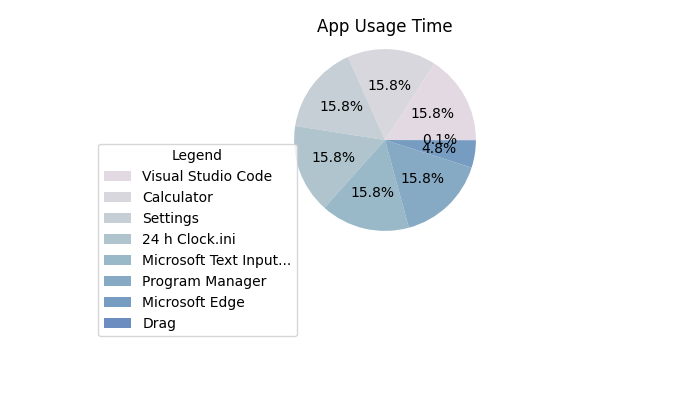 App Usage Time
15.8%
15.8%
15.8%
15.8%
15.8%
15.8%
4.8%
0.1%
Legend
Visual Studio Code
Calculator
Settings
24 h Clock.ini
Microsoft Text Input...
Program Manager
Microsoft Edge
Drag